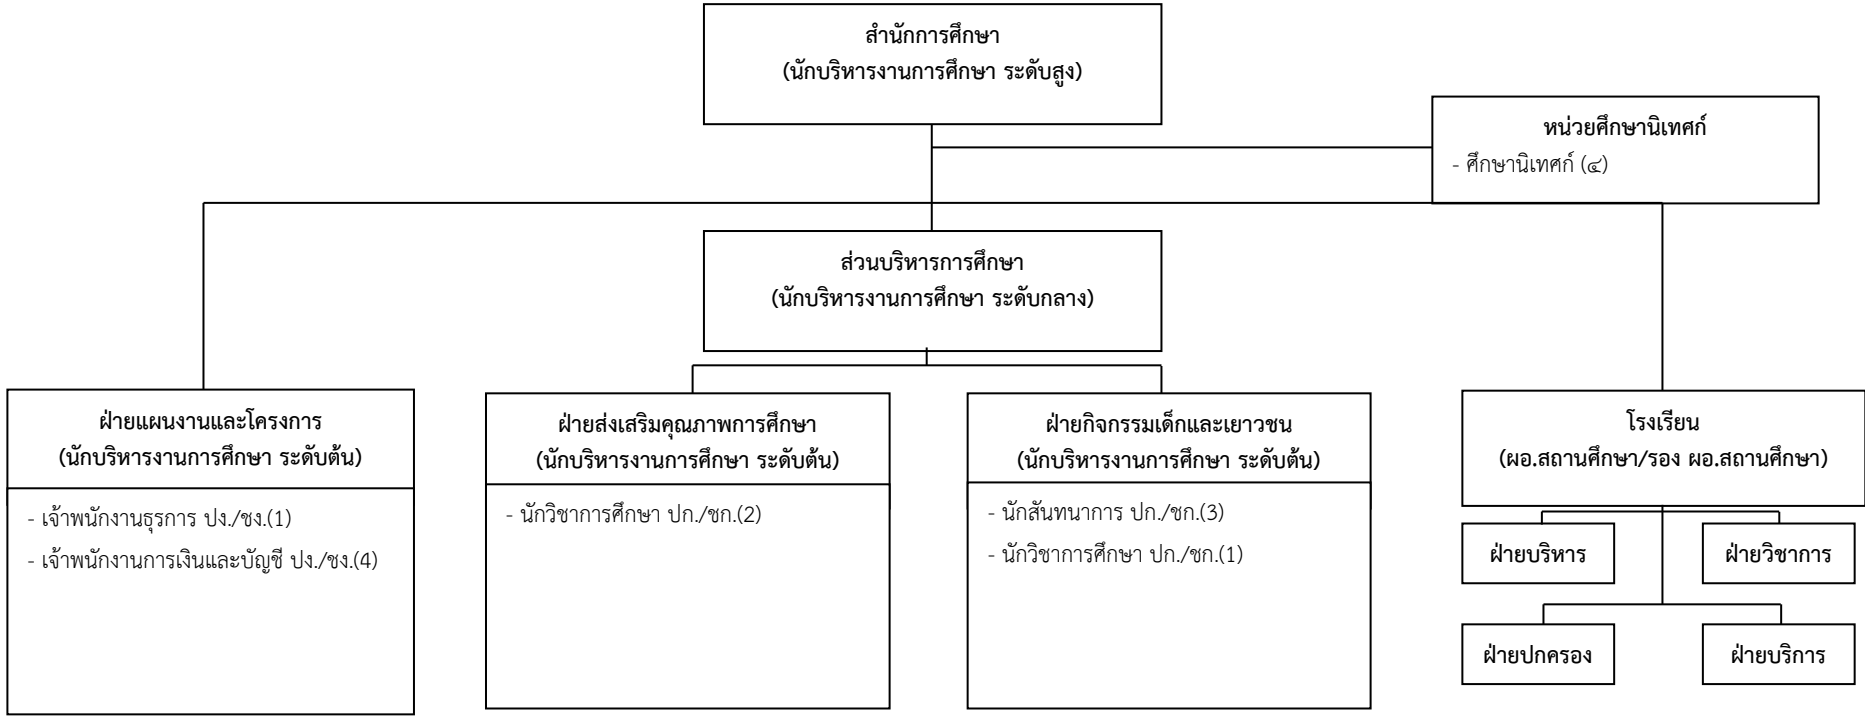 สำนักการศึกษา
(นักบริหารงานการศึกษา ระดับสูง)
หน่วยศึกษานิเทศก์
- ศึกษานิเทศก์ (๔)
ส่วนบริหารการศึกษา
(นักบริหารงานการศึกษา ระดับกลาง)
ฝ่ายแผนงานและโครงการ
(นักบริหารงานการศึกษา ระดับต้น)
- เจ้าพนักงานธุรการ ปง./ชง.(1)
- เจ้าพนักงานการเงินและบัญชี ปง./ชง.(4)
ฝ่ายส่งเสริมคุณภาพการศึกษา
(นักบริหารงานการศึกษา ระดับต้น)
- นักวิชาการศึกษา ปก./ชก.(2)
ฝ่ายกิจกรรมเด็กและเยาวชน
(นักบริหารงานการศึกษา ระดับต้น)
- นักสันทนาการ ปก./ชก.(3)
- นักวิชาการศึกษา ปก./ชก.(1)
โรงเรียน
(ผอ.สถานศึกษา/รอง ผอ.สถานศึกษา)
ฝ่ายบริหาร
ฝ่ายวิชาการ
ฝ่ายปกครอง
ฝ่ายบริการ